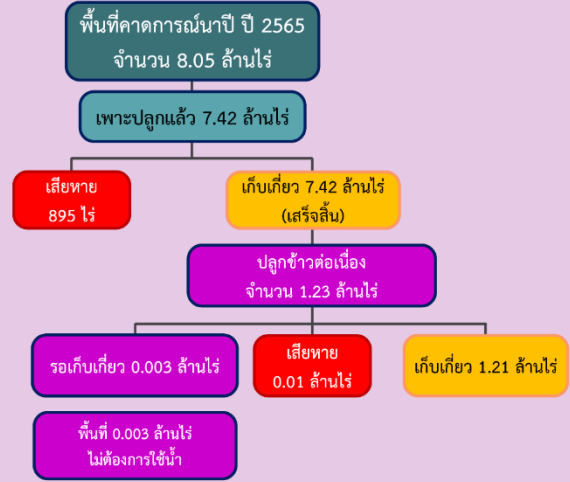 พื้นที่คาดการณ์นาปี ปี 2565
จำนวน 8.05 ล้านไร่
เพาะปลูกแล้ว 7.42 ล้านไร่
เสียหาย
895 ไร่
เก็บเกี่ยว 7.42 ล้านไร่
(เสร็จสิ้น)
ปลูกข้าวต่อเนื่อง
จำนวน 1.23 ล้านไร่
รอเก็บเกี่ยว 0.003 ล้านไร่
เสียหาย
0.01 ล้านไร่
เก็บเกี่ยว 1.21 ล้านไร่
พื้นที่ 0.003 ล้านไร่
ไม่ต้องการใช้น้ำ